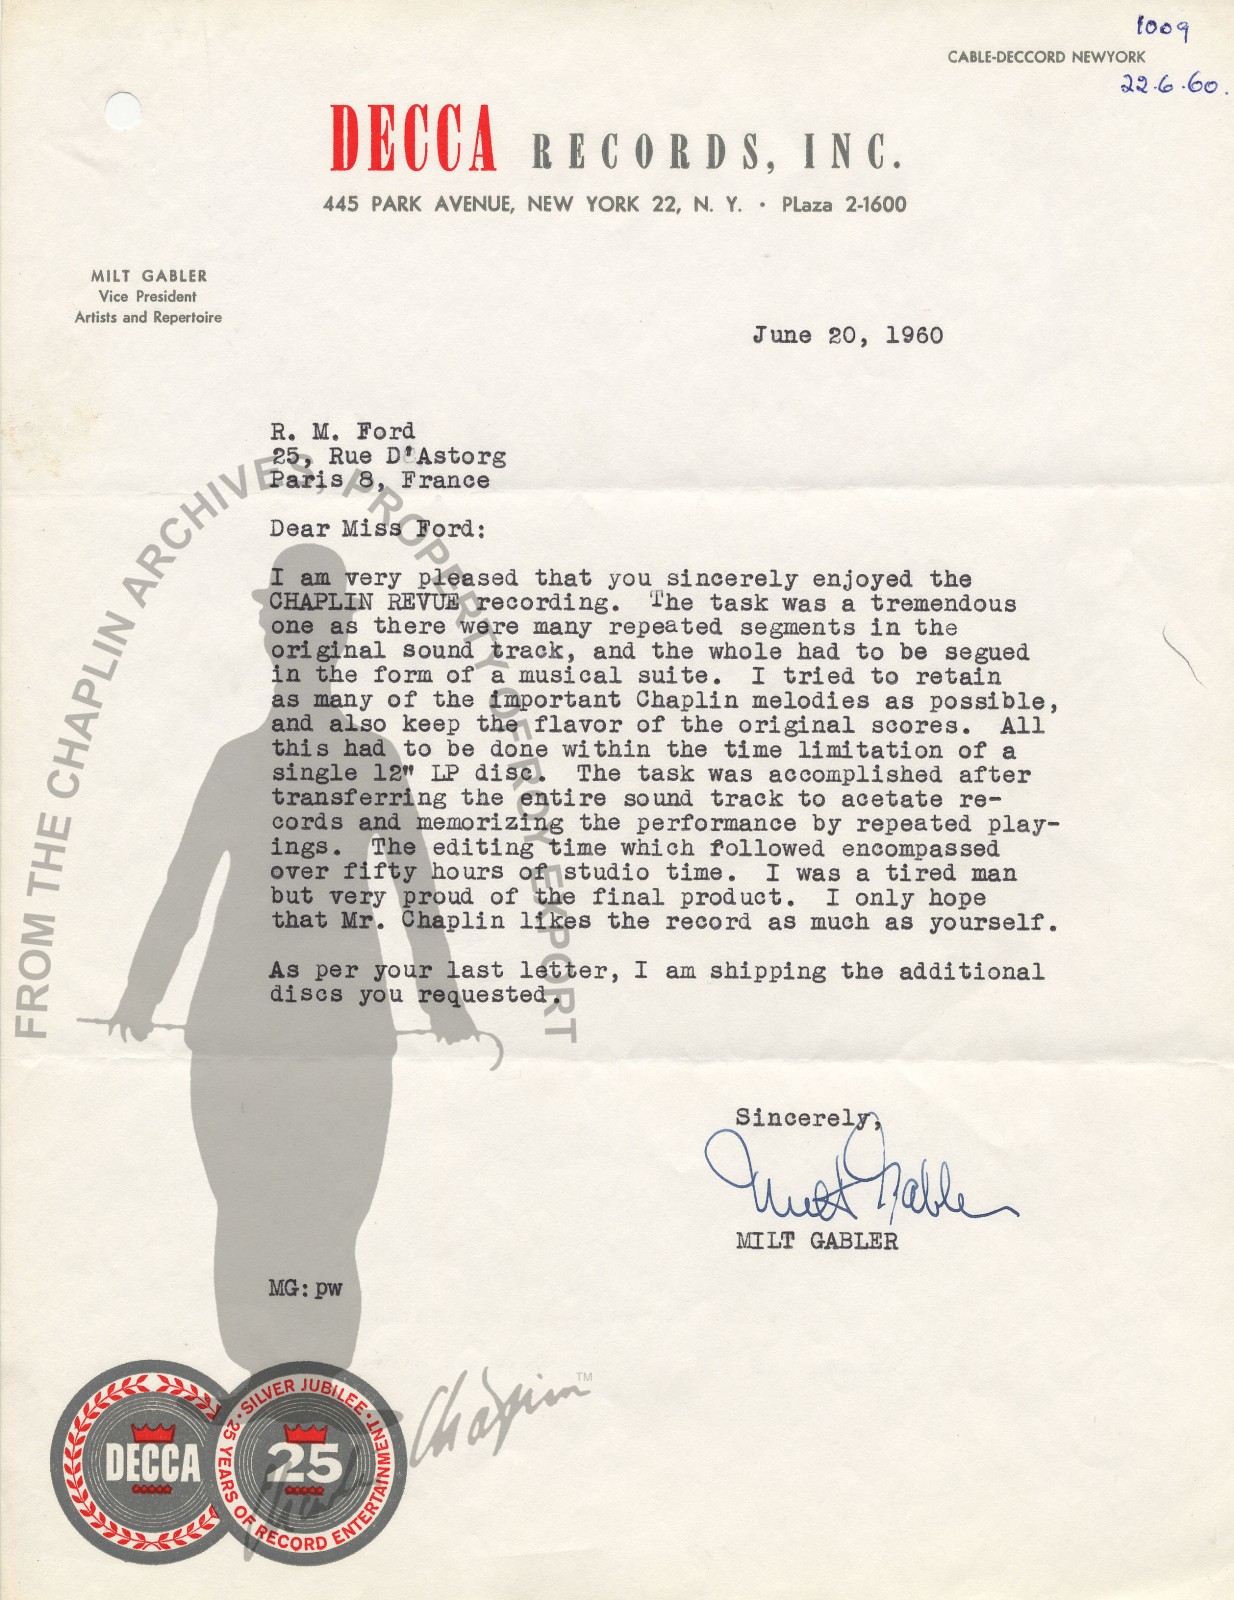 1009
CABLE-DECCORD NEWYORK
22.6.60.
DECCA RECORDS, INC.
445 PARK AVENUE, NEW YORK 22, N. Y. • PLaza 2-1600
MILT GABLER
Vice President
Artists and Repertoire
June 20, 1960
R. M. Ford
25, Rue D'Astorg
Paris 8, France
Dear Miss Ford:
I am very pleased that you sincerely enjoyed the
CHAPLIN REVUE recording. The task was a tremendous
one as there were many repeated segments in the
original sound track, and the whole had to be segued
in the form of a musical suite. I tried to retain
as many of the important Chaplin melodies as possible,
and also keep the flavor of the original scores. All
this had to be done within the time limitation of a
single 12" LP disc. The task was accomplished after
transferring the entire sound track to acetate re-
cords and memorizing the performance by repeated play-
ings. The editing time which followed encompassed
over fifty hours of studio time. I was a tired man
but very proud of the final product. I only hope
that Mr. Chaplin likes the record as much as yourself.
As per your last letter, I am shipping the additional
discs you requested.
Sincerely,
Milt Gabler
MILT GABLER
MG:pw
DECCA
SILVER JUBILEE
25
25 YEARS OF RECORD ENTERTAINMENT
FROM THE CHAPLIN ARCHIVES, PROPERTY OF ROY EXPORT
Charles Chaplin™